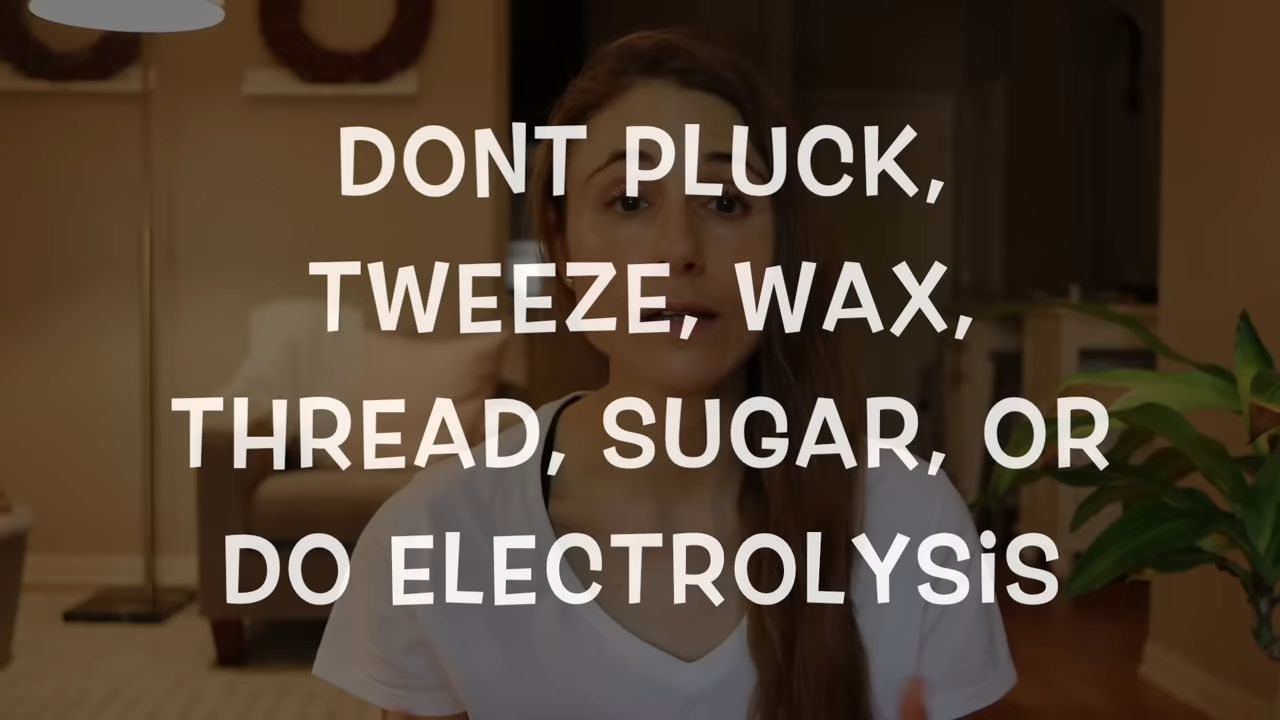 DONT PLUCK,
TWEEZE, WAX,
THREAD, SUGAR, OR
DO ELECTROLYSiS